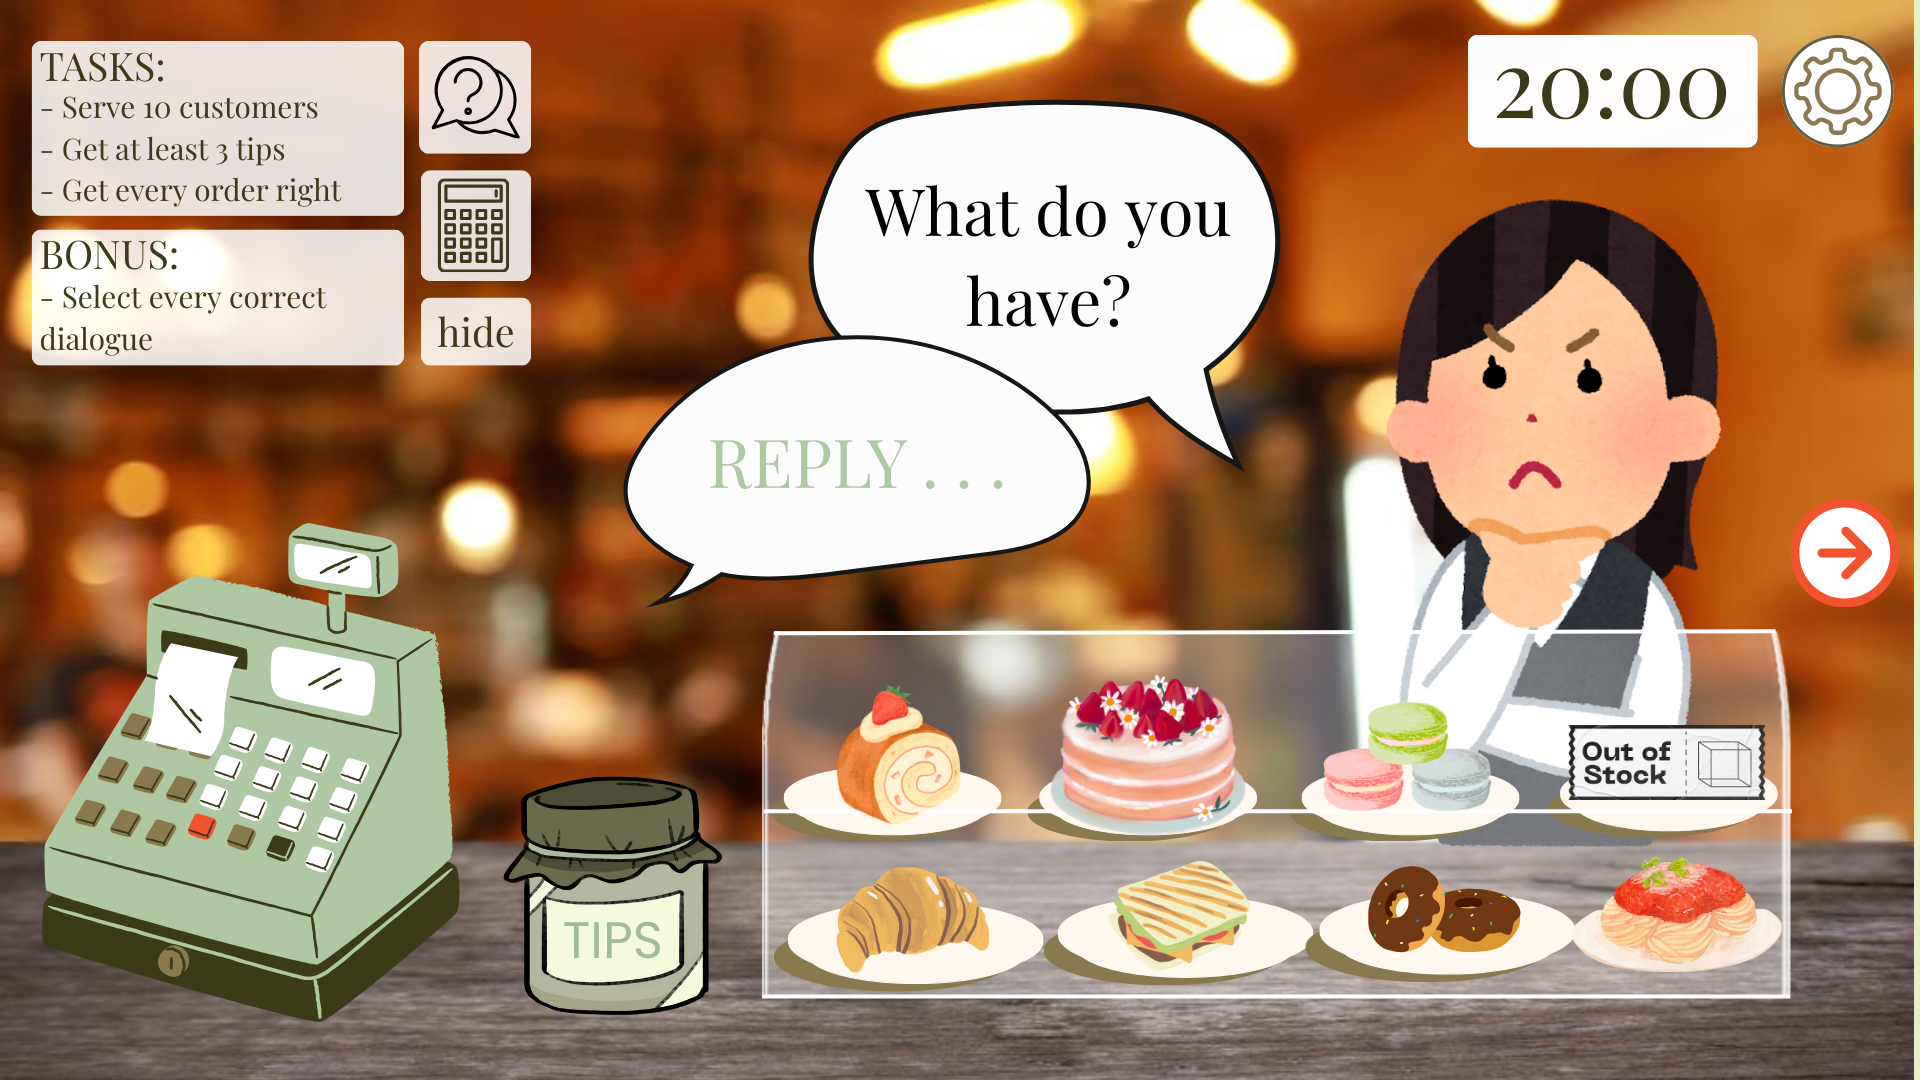 TASKS:
- Serve 10 customers
- Get at least 3 tips
- Get every order right
BONUS:
- Select every correct
dialogue
?
hide
20:00
What do you
have?
REPLY . . .
TIPS
Out of
Stock